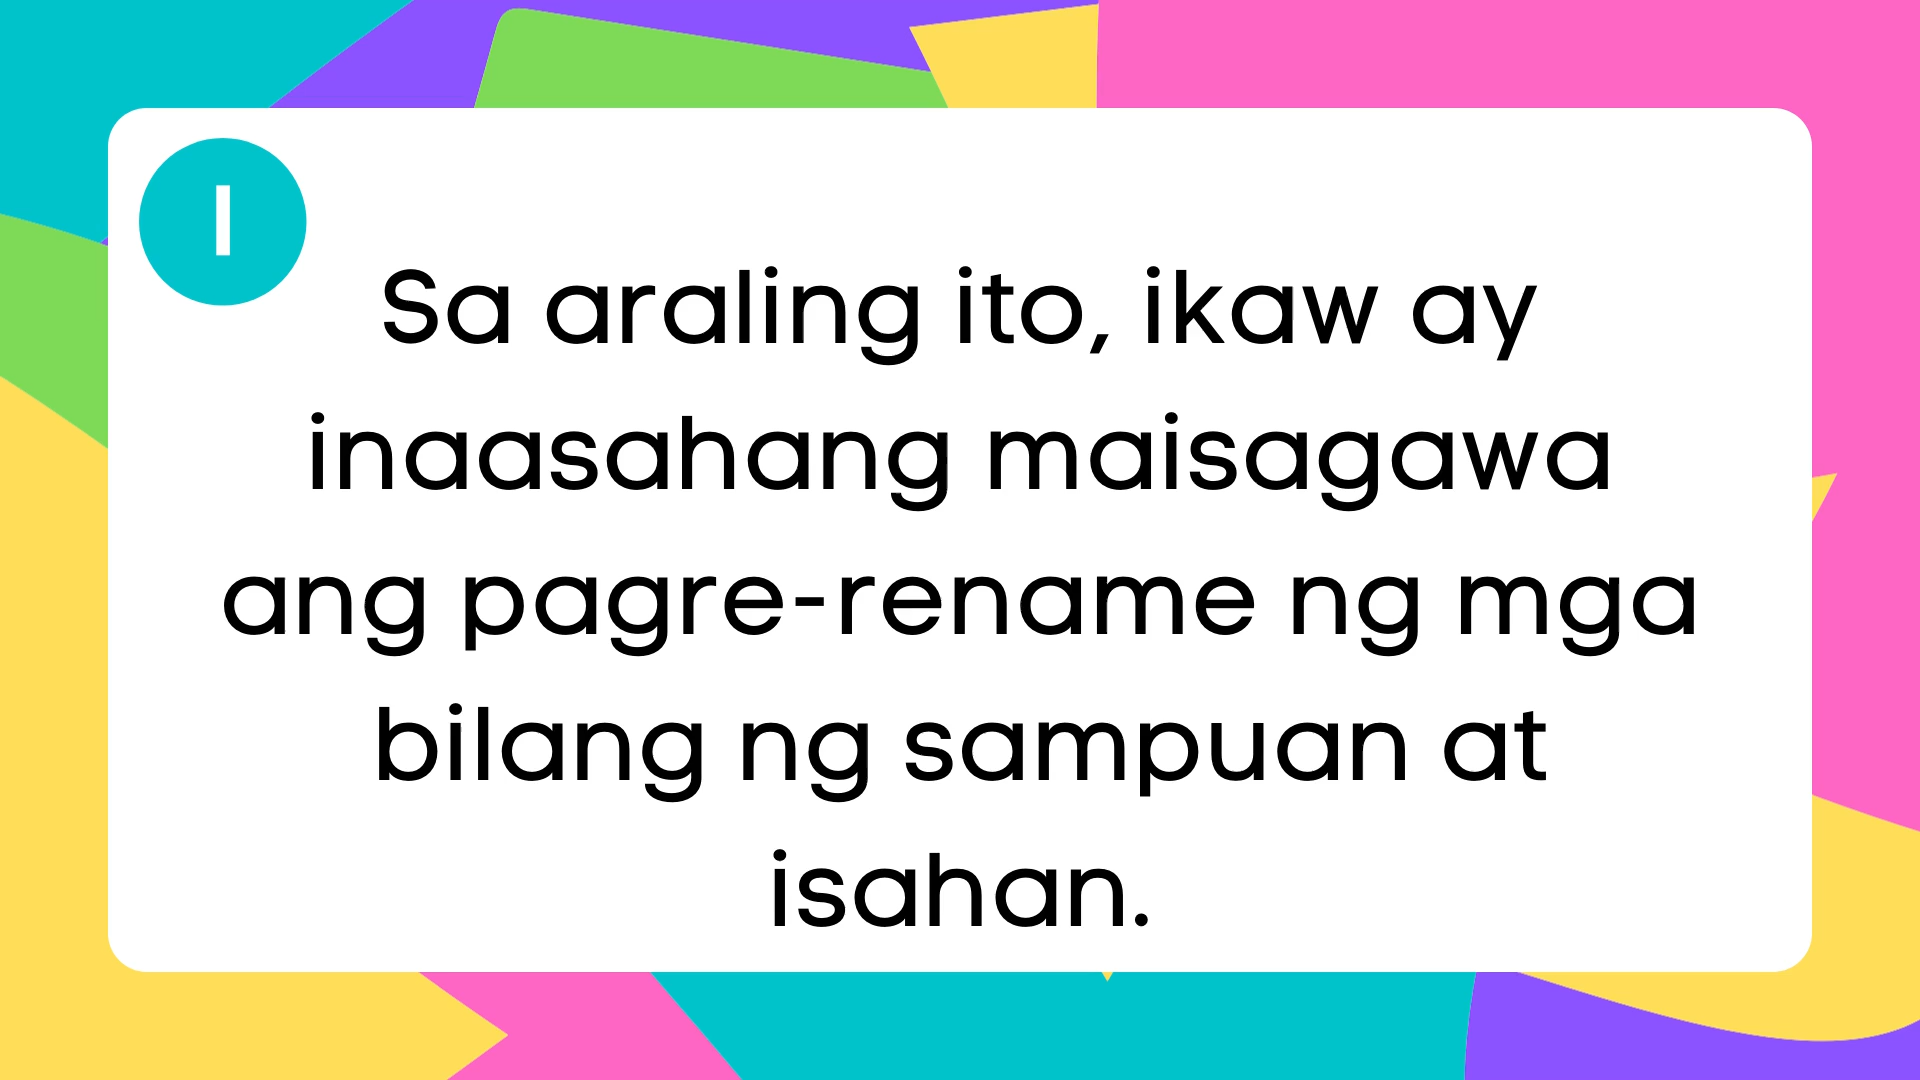 I
Sa araling ito, ikaw ay
inaasahang maisagawa
ang pagre-rename ng mga
bilang ng sampuan at
isahan.